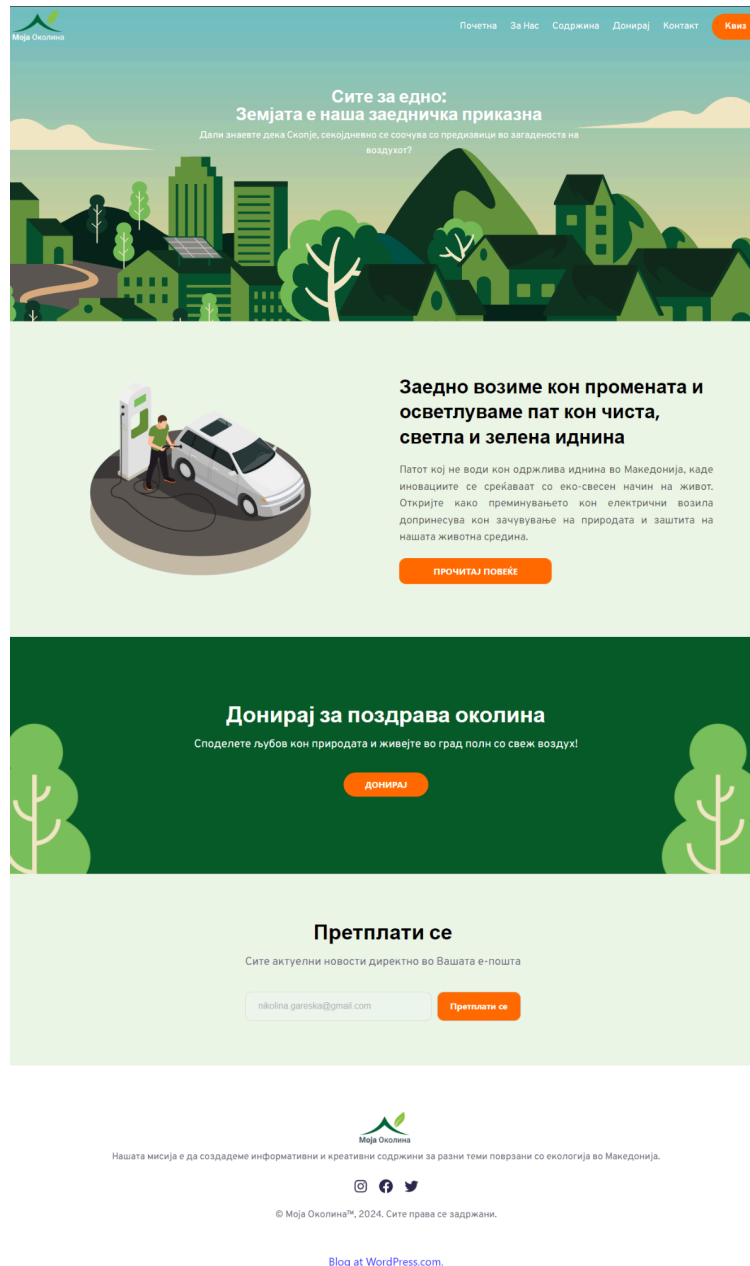 Моја Околина
Почетна За Нас Содржина Донирај Контакт Квиз
Сите за едно:
Земјата е наша заедничка приказна
Дали знаевте дека Скопје, секојдневно се соочува со предизвици во загаденоста на
воздухот?
Заедно возиме кон промената и
осветлуваме пат кон чиста,
светла и зелена иднина
Патот кој не води кон одржлива иднина во Македонија, каде
иновациите се среќаваат со еко-свесен начин на живот.
Откријте како преминувањето кон електрични возила
допринесува кон зачувување на природата и заштита на
нашата животна средина.
ПРОЧИТАЈ ПОВЕЌЕ
Донирај за поздрава околина
Споделете љубов кон природата и живејте во град полн со свеж воздух!
ДОНИРАЈ
Претплати се
Сите актуелни новости директно во Вашата е-пошта
nikolina.gareska@gmail.com Претплати се
Моја Околина
Нашата мисија е да создадеме информативни и креативни содржини за разни теми поврзани со екологија во Македонија.
© Моја Околина™, 2024. Сите права се задржани.
Blog at WordPress.com.